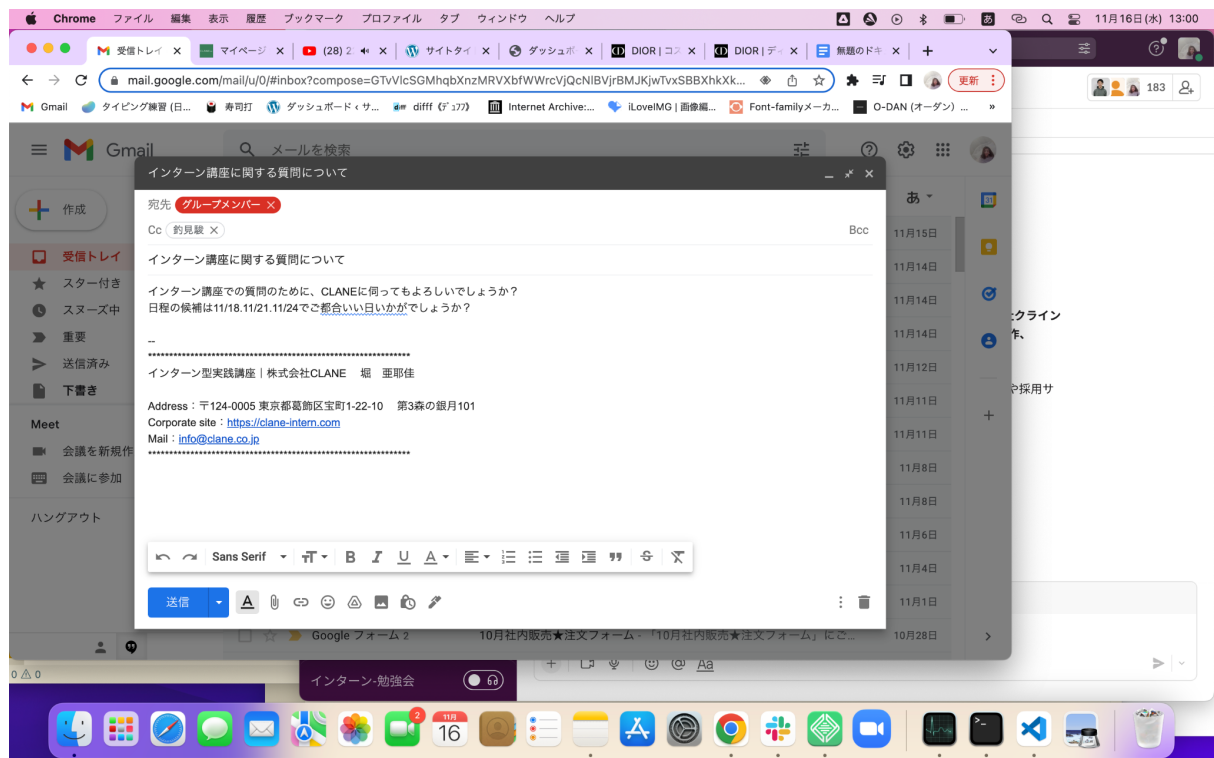 Chrome ファイル 編集 表示 履歴 ブックマーク プロファイル タブ ウィンドウ ヘルプ
あ 11月16日(水) 13:00
受信トレイ マイページ (28) 2 サイトタイ ダッシュボ DIOR | コス DIOR | ディ 無題のドキ
mail.google.com/mail/u/0/#inbox?compose=GTvVlcSGMhqbXnzMRVXbfWWrcVjQcNlBVjrBMJKjwTvxSBBXhkXk...
更新
Gmail タイピング練習 (日... 寿司打 ダッシュボード ‹ サ... difff 《デュフフ》 Internet Archive:... iLoveIMG | 画像編... Font-familyメーカ... O-DAN (オーダン) ... »
183
Gmail
メールを検索
インターン講座に関する質問について
作成
宛先 グループメンバー
Cc 釣見駿
Bcc
インターン講座に関する質問について
インターン講座での質問のために、CLANEに伺ってもよろしいでしょうか？
日程の候補は11/18.11/21.11/24でご都合いい日いかがでしょうか？
--
**************************************************************
インターン型実践講座｜株式会社CLANE 堀 亜耶佳
Address：〒124-0005 東京都葛飾区宝町1-22-10 第3森の銀月101
Corporate site：https://clane-intern.com
Mail：info@clane.co.jp
**************************************************************
受信トレイ
スター付き
スヌーズ中
重要
送信済み
下書き
Meet
会議を新規作
会議に参加
ハングアウト
あ
11月15日
11月14日
11月14日
11月14日
11月12日
11月11日
11月11日
11月8日
11月8日
11月6日
11月4日
11月1日
クライン
作、
や採用サ
Sans Serif
送信
Google フォーム 2 10月社内販売★注文フォーム - 「10月社内販売★注文フォーム」にご... 10月28日
0 0
インターン-勉強会
Aa
2
11月
16